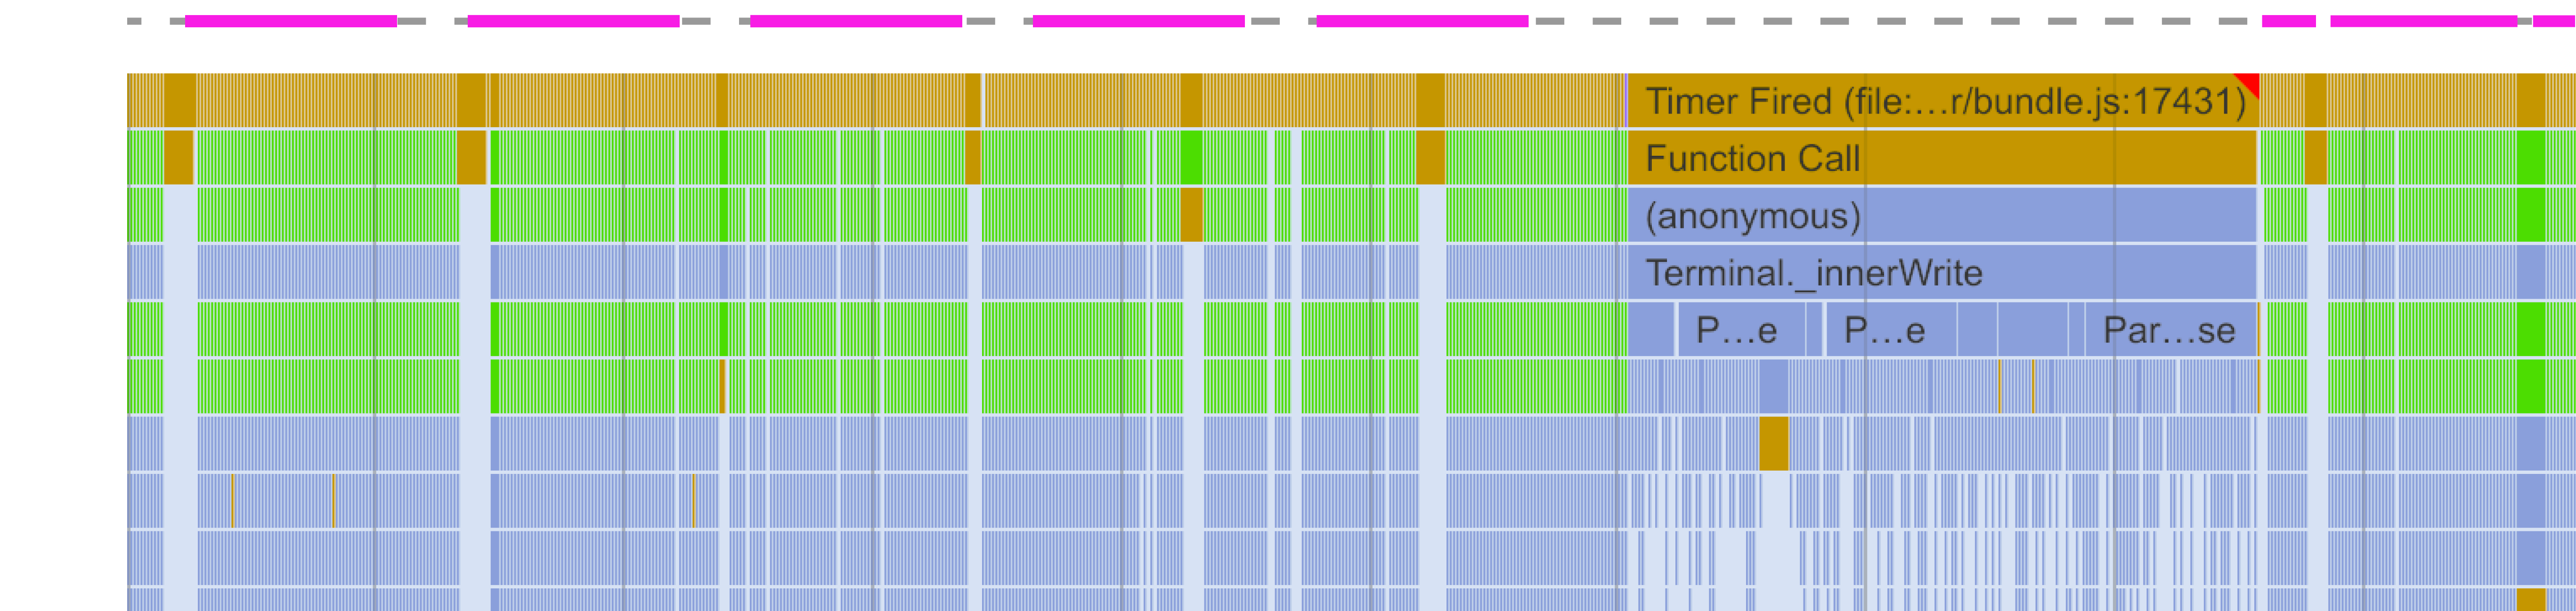 Timer Fired (file:…r/bundle.js:17431)
Function Call
(anonymous)
Terminal._innerWrite
P…e P…e Par…se